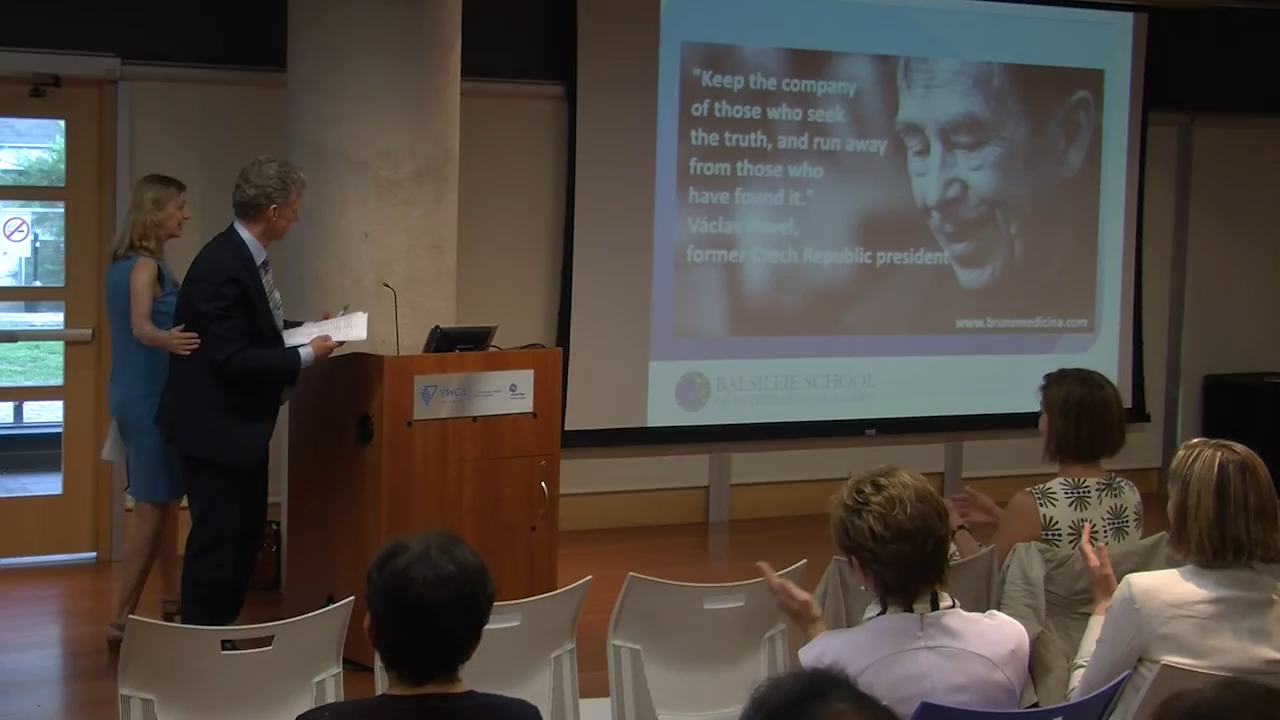 "Keep the company
of those who seek
the truth, and run away
from those who
have found it."
Václav Havel,
former Czech Republic president
www.brunemedicina.com
BALSILLIE SCHOOL
YWCA